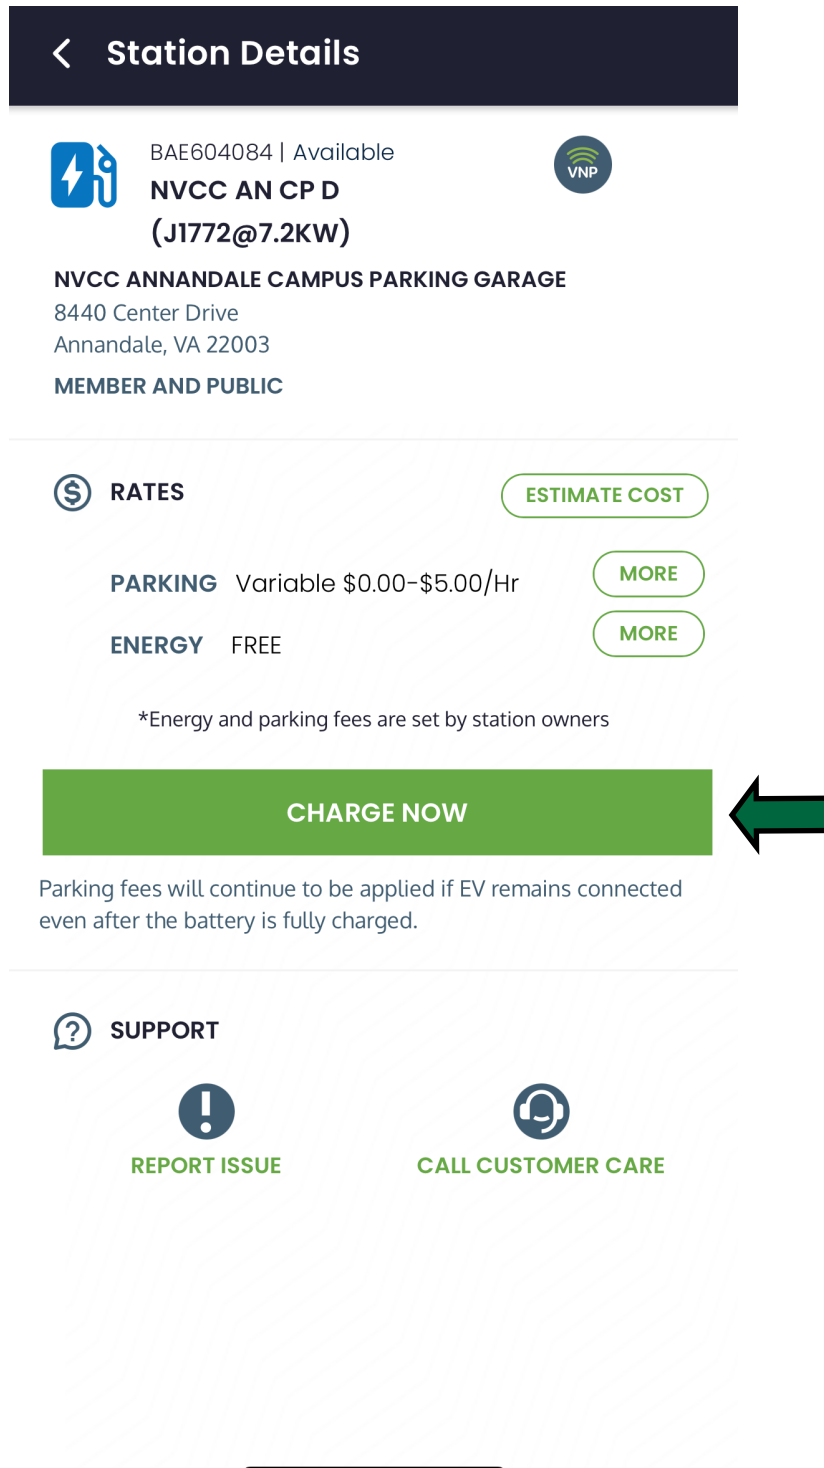 Station Details
BAE604084 | Available
VNP
NVCC AN CP D
(J1772@7.2KW)
NVCC ANNANDALE CAMPUS PARKING GARAGE
8440 Center Drive
Annandale, VA 22003
MEMBER AND PUBLIC
RATES
ESTIMATE COST
PARKING Variable $0.00-$5.00/Hr
MORE
ENERGY FREE
MORE
*Energy and parking fees are set by station owners
CHARGE NOW
Parking fees will continue to be applied if EV remains connected
even after the battery is fully charged.
SUPPORT
REPORT ISSUE
CALL CUSTOMER CARE